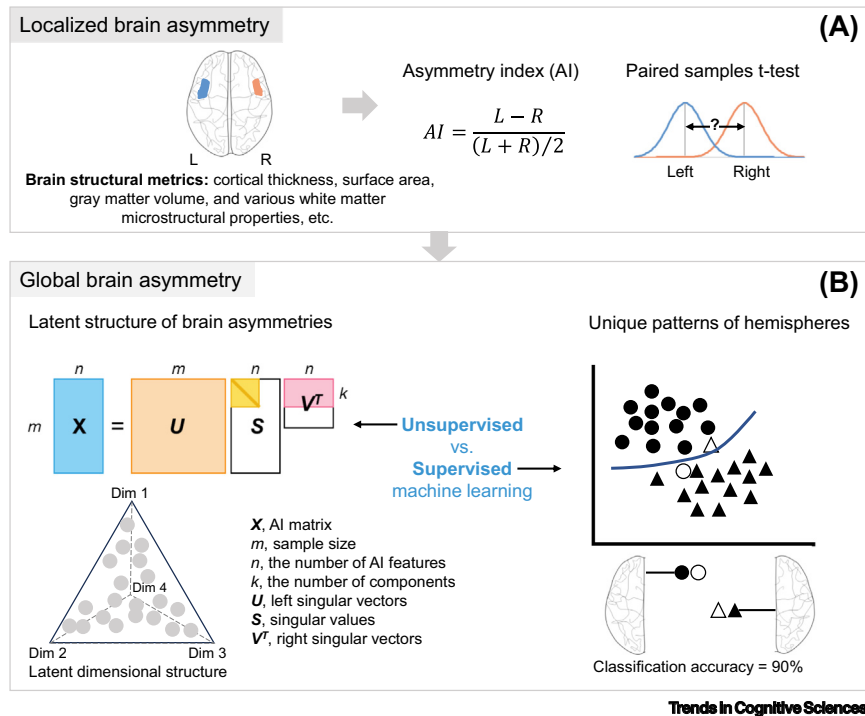 Localized brain asymmetry
(A)
L
R
Brain structural metrics: cortical thickness, surface area,
gray matter volume, and various white matter
microstructural properties, etc.
Asymmetry index (AI)
AI = (L − R) / ((L + R)/2)
Paired samples t-test
?
Left
Right
Global brain asymmetry
(B)
Latent structure of brain asymmetries
n
m
n
n
m
X
=
U
S
Vᵀ
k
Dim 1
Dim 4
Dim 2
Dim 3
Latent dimensional structure
X, AI matrix
m, sample size
n, the number of AI features
k, the number of components
U, left singular vectors
S, singular values
Vᵀ, right singular vectors
Unsupervised
vs.
Supervised
machine learning
Unique patterns of hemispheres
Classification accuracy = 90%
Trends in Cognitive Sciences